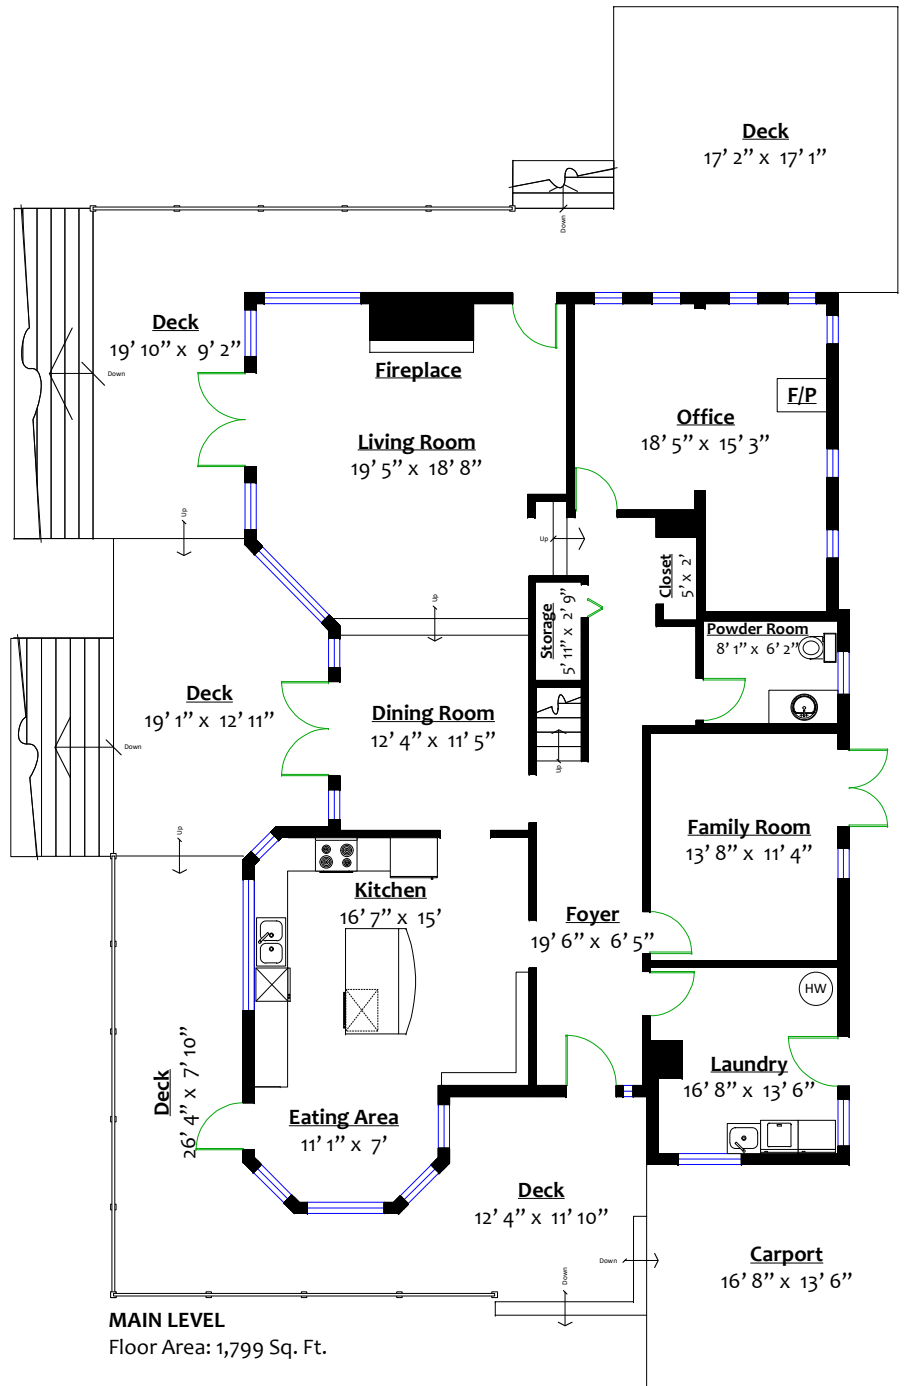 Deck
17’ 2” x 17’ 1”
Down
Deck
19’ 10” x 9’ 2”
Down
Fireplace
F/P
Office
18’ 5” x 15’ 3”
Living Room
19’ 5” x 18’ 8”
Up
Up
Closet
5’ x 2’
Storage
5’ 11” x 2’ 9”
Up
Powder Room
8’ 1” x 6’ 2”
Deck
19’ 1” x 12’ 11”
Down
Dining Room
12’ 4” x 11’ 5”
Up
Up
Family Room
13’ 8” x 11’ 4”
Kitchen
16’ 7” x 15’
Foyer
19’ 6” x 6’ 5”
HW
Laundry
16’ 8” x 13’ 6”
Deck
26’ 4” x 7’ 10”
Eating Area
11’ 1” x 7’
Deck
12’ 4” x 11’ 10”
Down
Down
Carport
16’ 8” x 13’ 6”
MAIN LEVEL
Floor Area: 1,799 Sq. Ft.